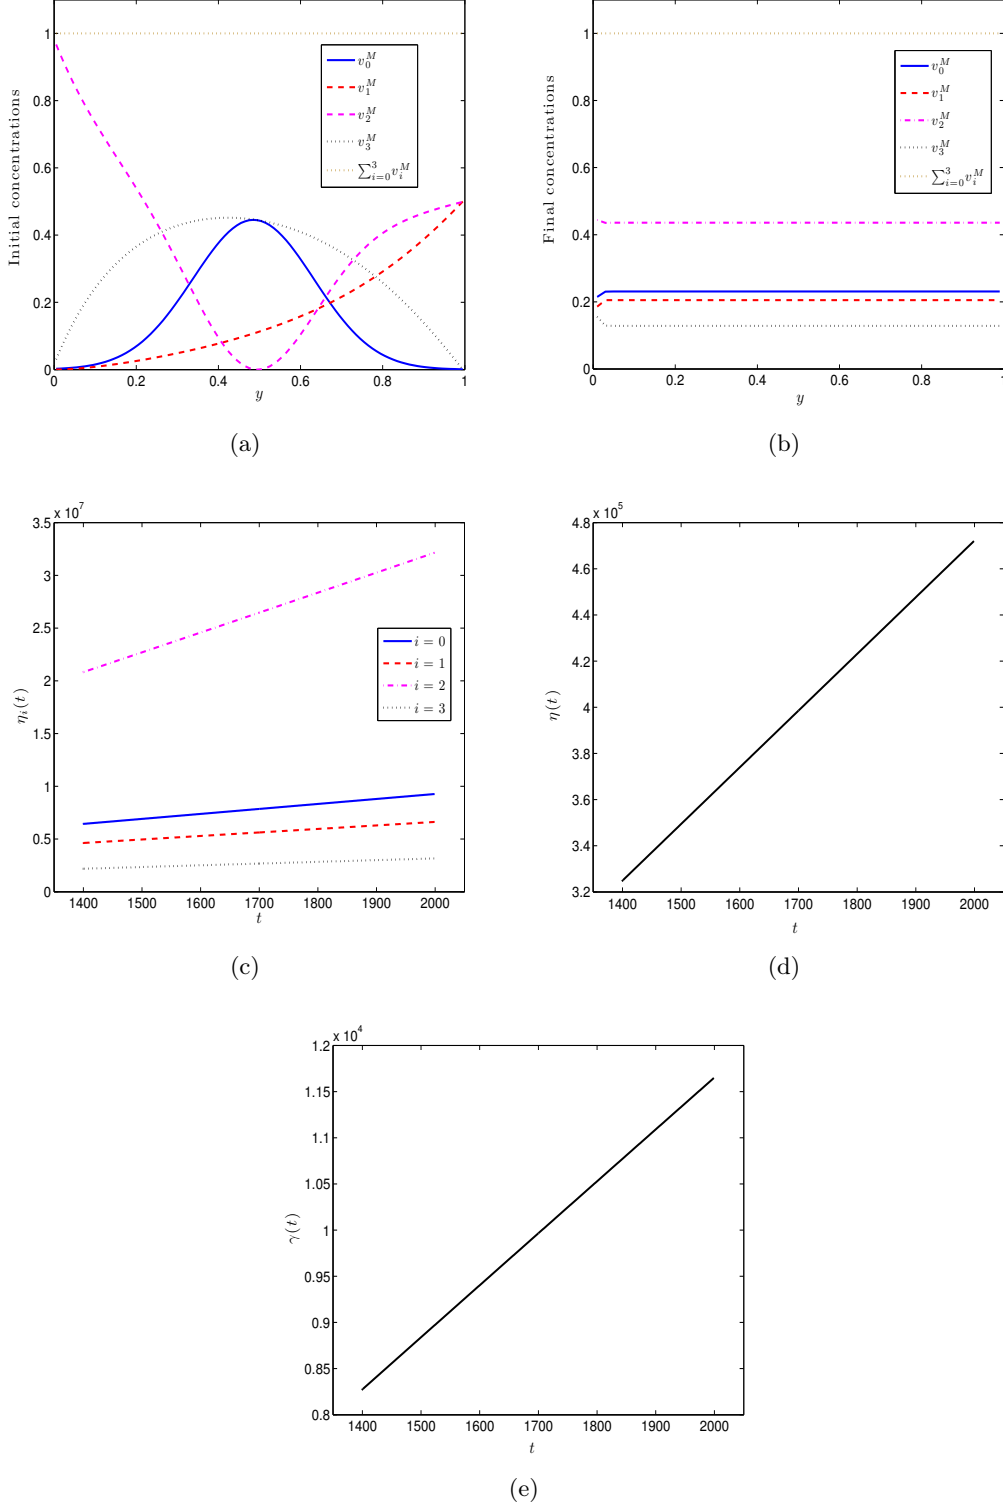 1
0.8
0.6
0.4
0.2
0
0 0.2 0.4 0.6 0.8 1
Initial concentrations
y
v_0^M
v_1^M
v_2^M
v_3^M
∑_{i=0}^3 v_i^M
(a)
1
0.8
0.6
0.4
0.2
0
0 0.2 0.4 0.6 0.8 1
Final concentrations
y
v_0^M
v_1^M
v_2^M
v_3^M
∑_{i=0}^3 v_i^M
(b)
x 10^7
3.5
3
2.5
2
1.5
1
0.5
0
1400 1500 1600 1700 1800 1900 2000
η_i(t)
t
i = 0
i = 1
i = 2
i = 3
(c)
x 10^5
4.8
4.6
4.4
4.2
4
3.8
3.6
3.4
3.2
1400 1500 1600 1700 1800 1900 2000
η(t)
t
(d)
x 10^4
1.2
1.15
1.1
1.05
1
0.95
0.9
0.85
0.8
1400 1500 1600 1700 1800 1900 2000
γ(t)
t
(e)